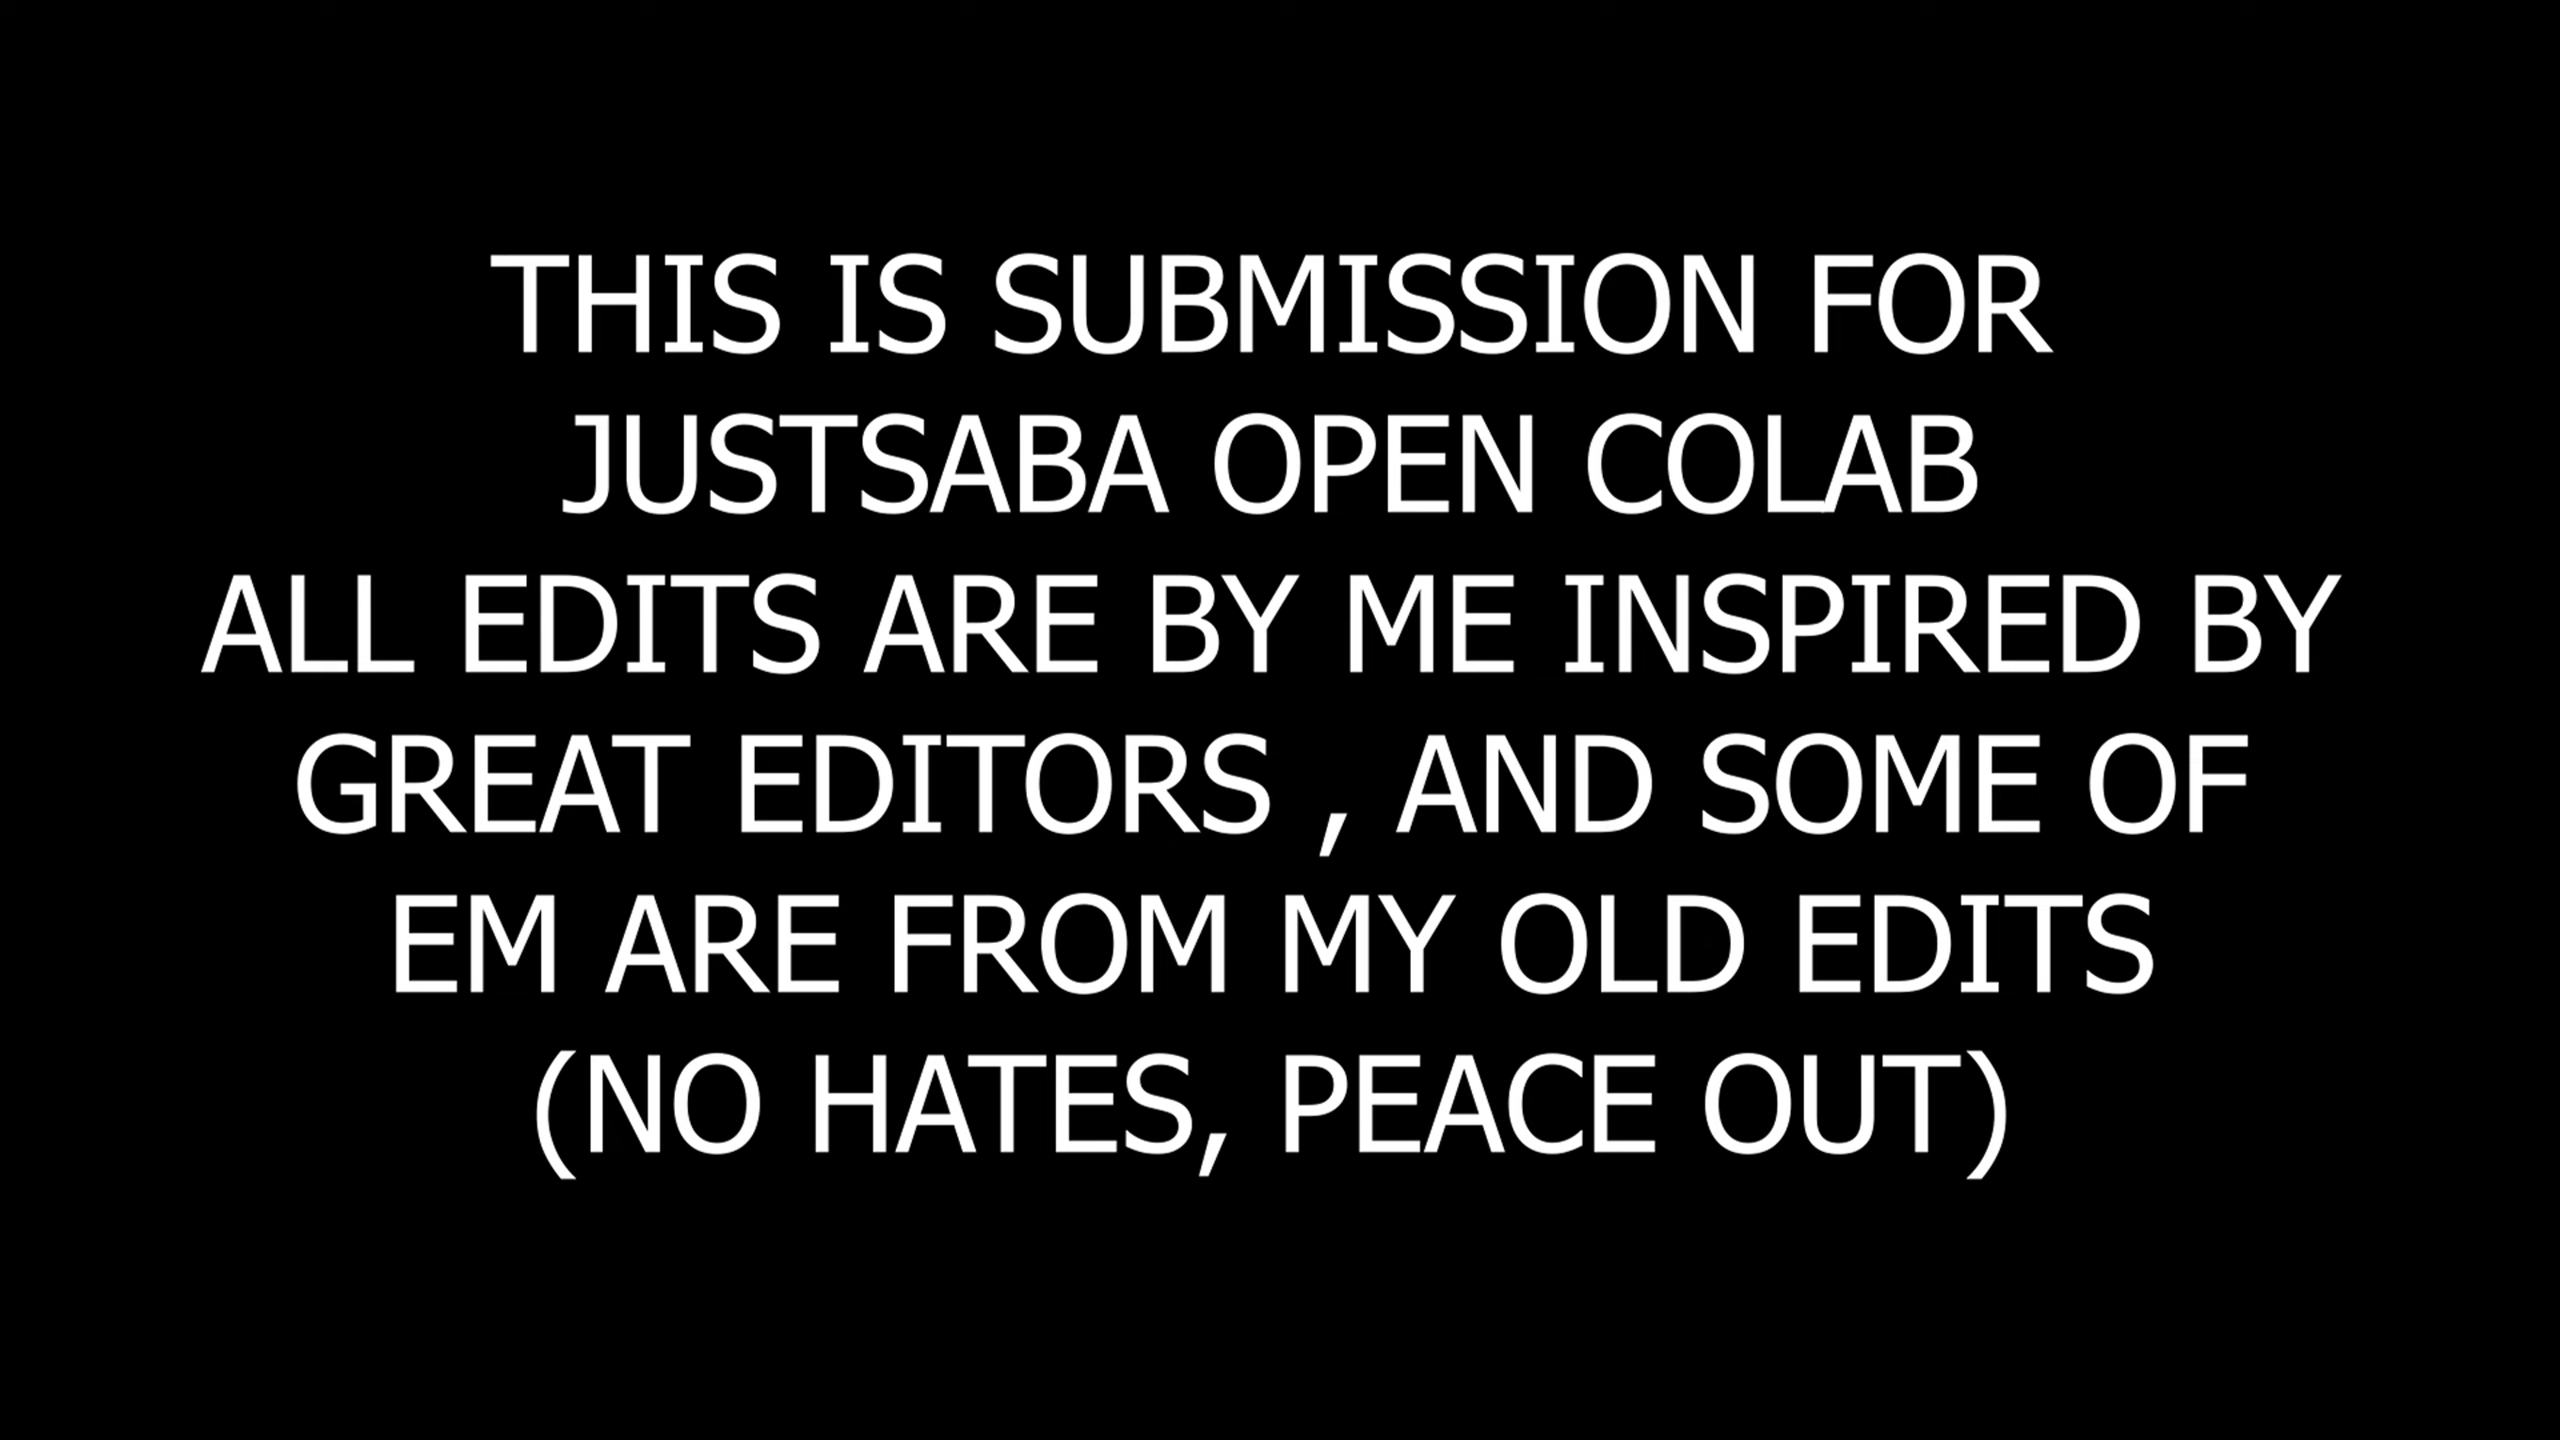 THIS IS SUBMISSION FOR
JUSTSABA OPEN COLAB
ALL EDITS ARE BY ME INSPIRED BY
GREAT EDITORS , AND SOME OF
EM ARE FROM MY OLD EDITS
(NO HATES, PEACE OUT)